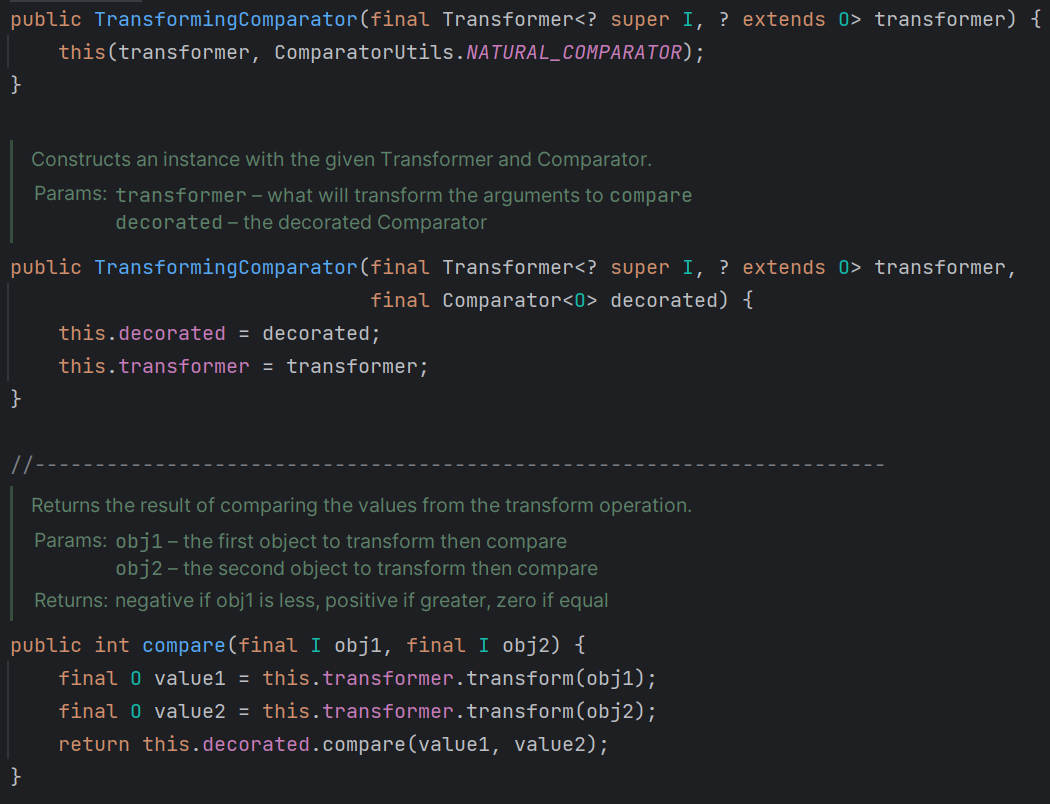 public TransformingComparator(final Transformer<? super I, ? extends O> transformer) {
    this(transformer, ComparatorUtils.NATURAL_COMPARATOR);
}
Constructs an instance with the given Transformer and Comparator.
Params: transformer – what will transform the arguments to compare
decorated – the decorated Comparator
public TransformingComparator(final Transformer<? super I, ? extends O> transformer,
                              final Comparator<O> decorated) {
    this.decorated = decorated;
    this.transformer = transformer;
}
//-----------------------------------------------------------------------
Returns the result of comparing the values from the transform operation.
Params: obj1 – the first object to transform then compare
obj2 – the second object to transform then compare
Returns: negative if obj1 is less, positive if greater, zero if equal
public int compare(final I obj1, final I obj2) {
    final O value1 = this.transformer.transform(obj1);
    final O value2 = this.transformer.transform(obj2);
    return this.decorated.compare(value1, value2);
}